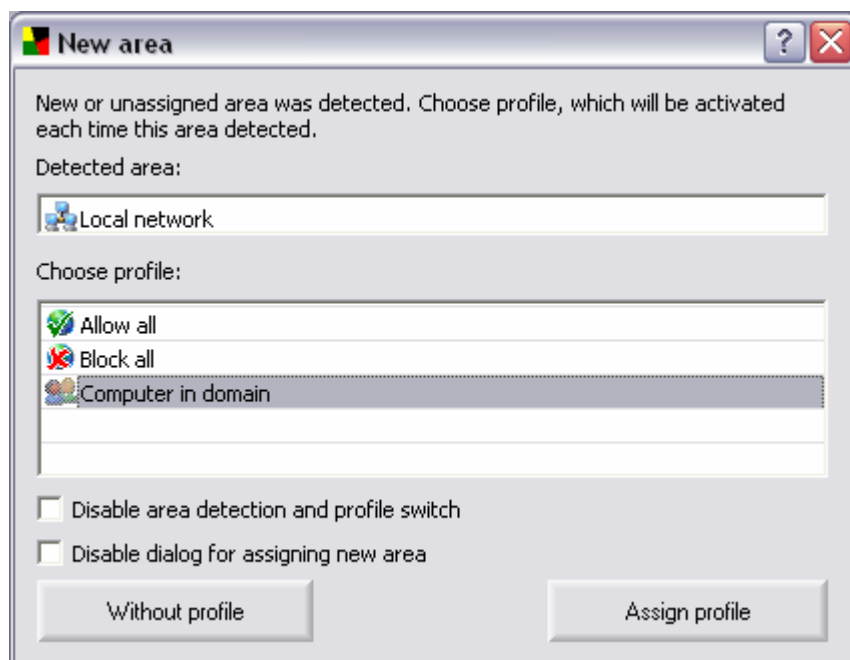 New area
New or unassigned area was detected. Choose profile, which will be activated
each time this area detected.
Detected area:
Local network
Choose profile:
Allow all
Block all
Computer in domain
Disable area detection and profile switch
Disable dialog for assigning new area
Without profile
Assign profile